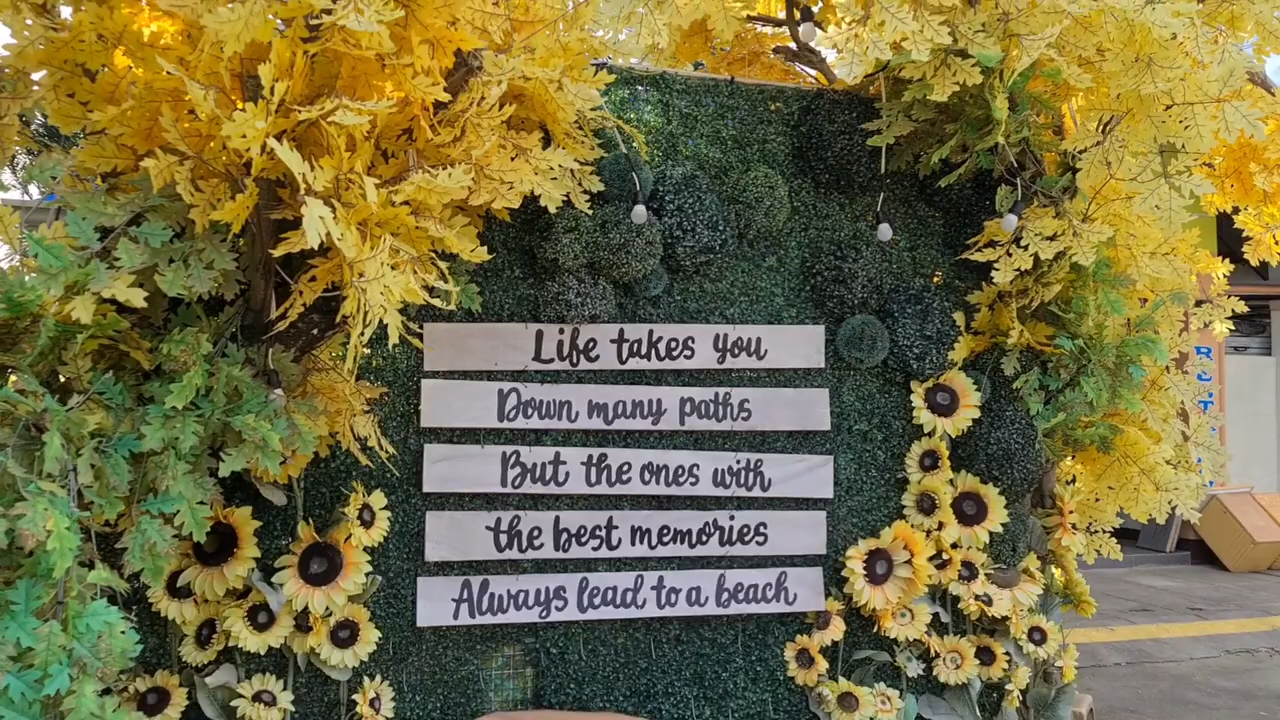 Life takes you
Down many paths
But the ones with
the best memories
Always lead to a beach